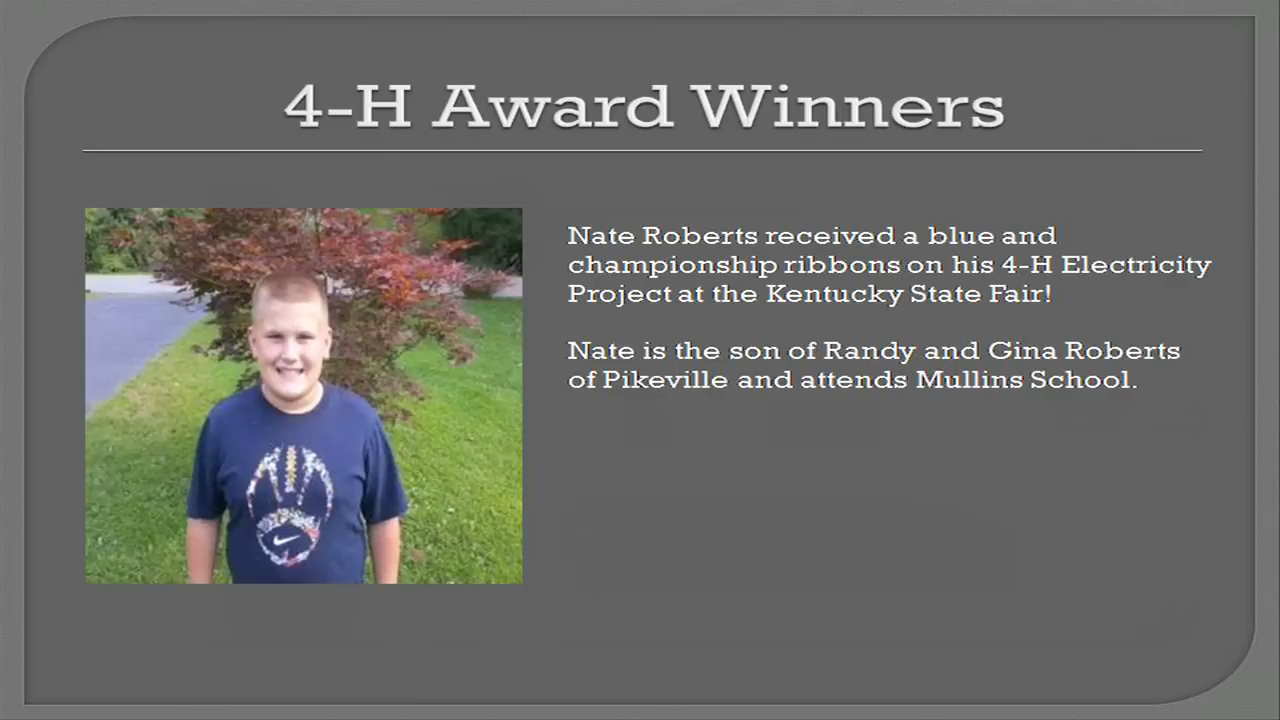 4-H Award Winners
Nate Roberts received a blue and
championship ribbons on his 4-H Electricity
Project at the Kentucky State Fair!
Nate is the son of Randy and Gina Roberts
of Pikeville and attends Mullins School.